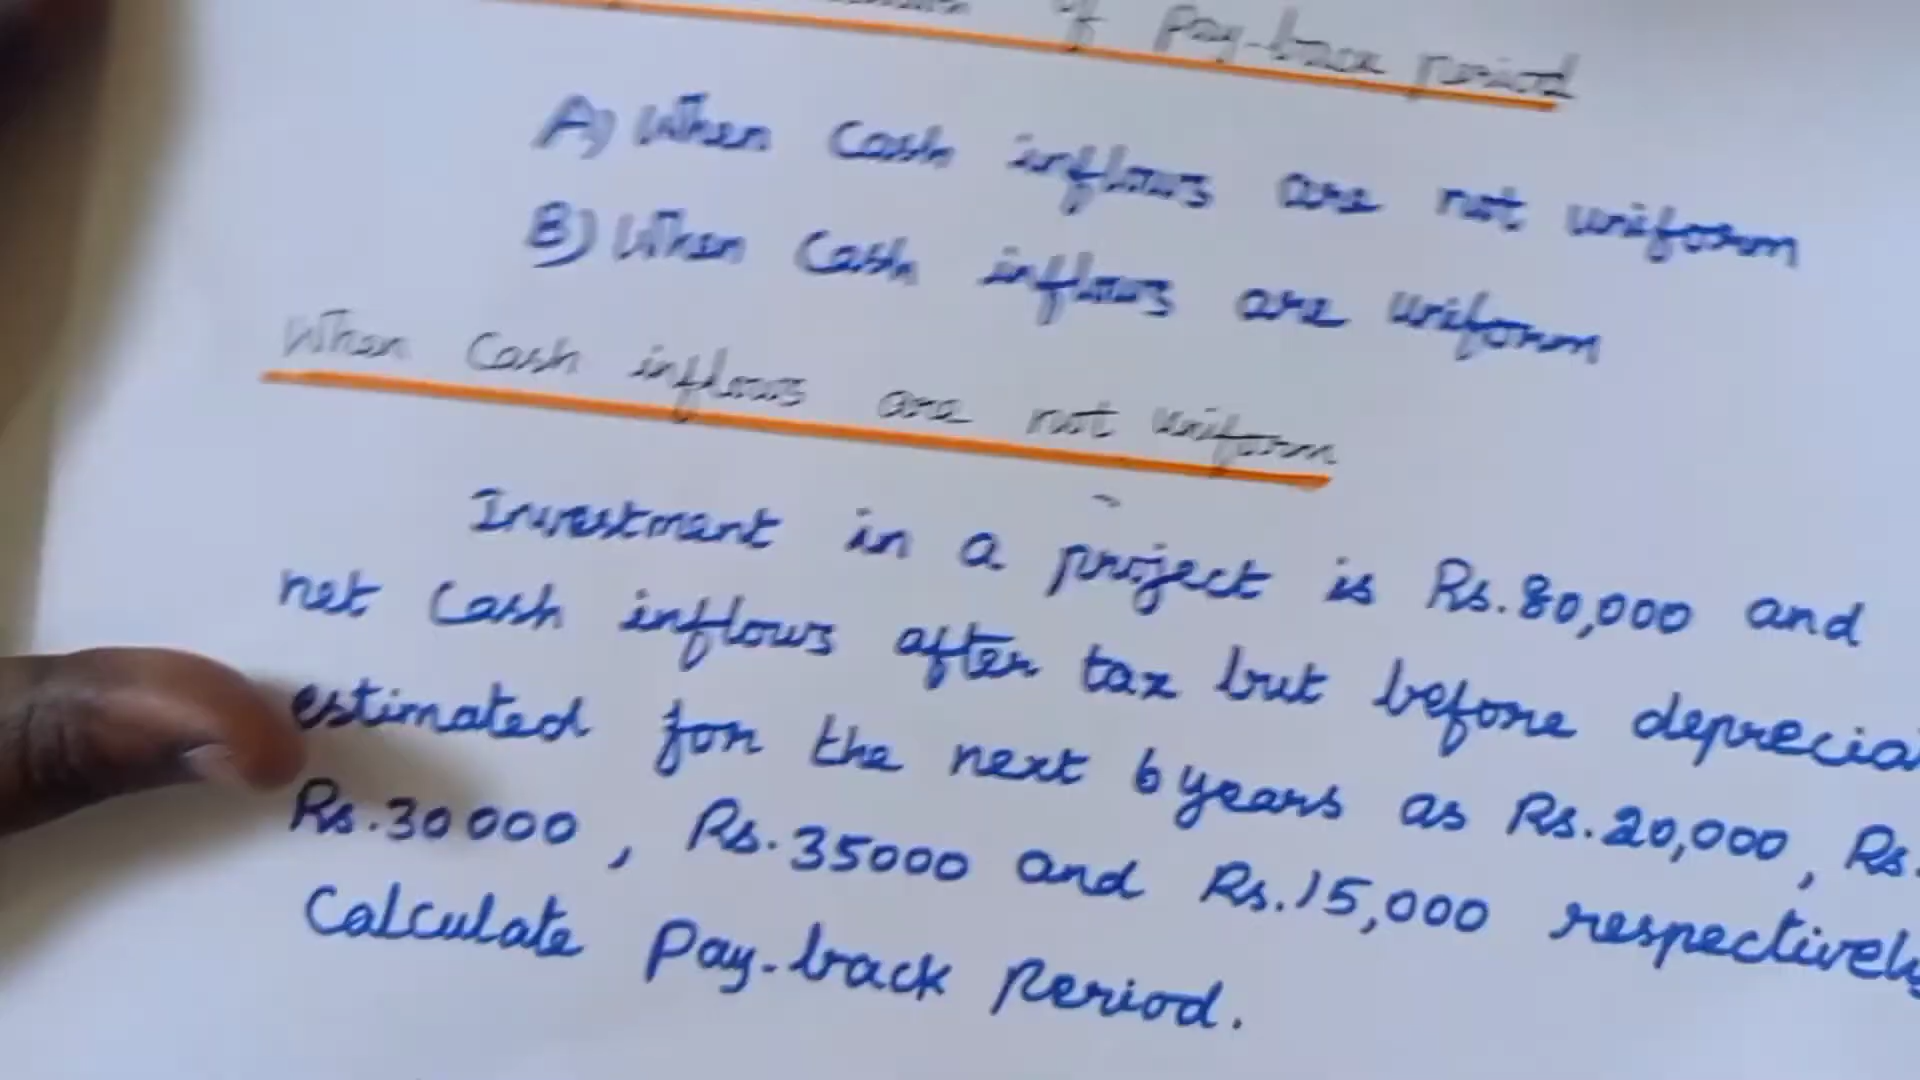 of Pay-back period
A) When Cash inflows are not uniform
B) When Cash inflows are uniform
When Cash inflows are not uniform
Investment in a project is Rs.80,000 and
net Cash inflows after tax but before deprecia
estimated for the next 6 years as Rs.20,000, Rs.
Rs.30000, Rs.35000 and Rs.15,000 respectively
Calculate Pay-back Period.